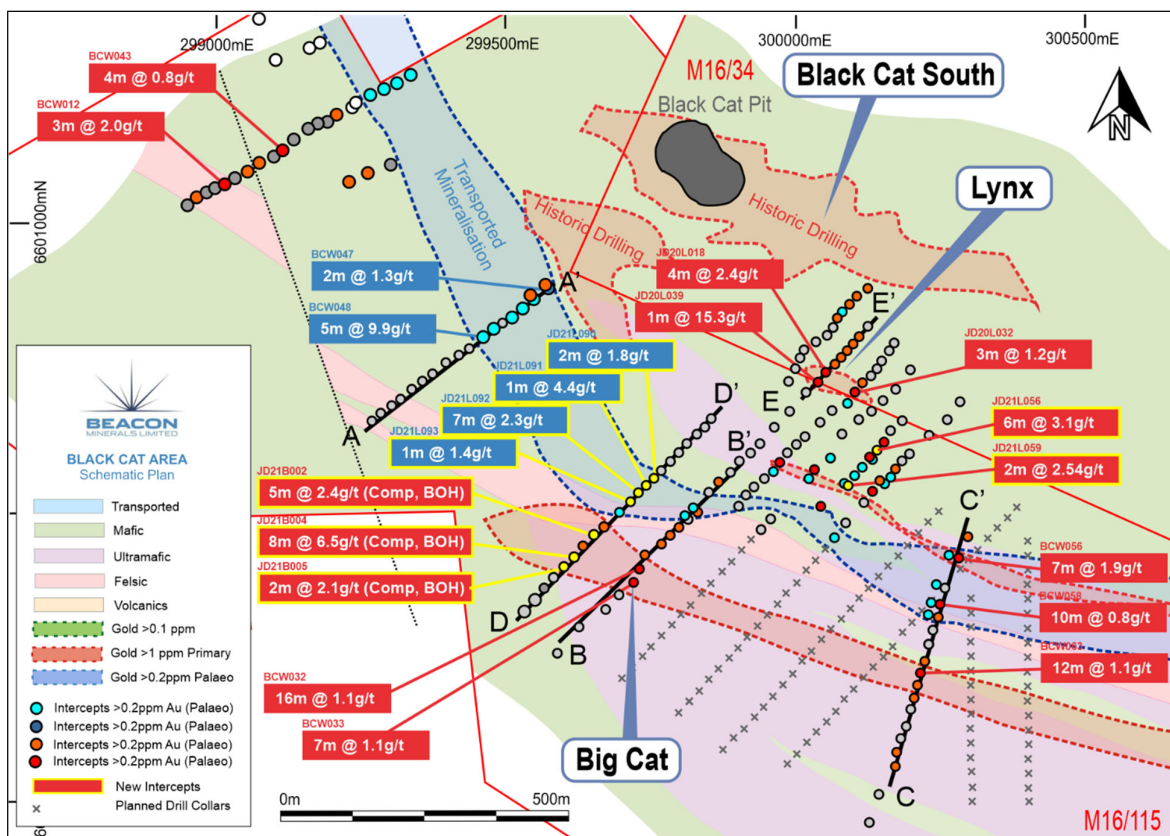 299000mE
299500mE
300000mE
300500mE
M16/34
BCW043
4m @ 0.8g/t
BCW012
3m @ 2.0g/t
Black Cat South
Black Cat Pit
N
Lynx
Transported
Mineralisation
Historic Drilling
Historic Drilling
6601000mN
BCW047
2m @ 1.3g/t
A'
BCW048
5m @ 9.9g/t
A
JD20L018
4m @ 2.4g/t
JD20L039
1m @ 15.3g/t
E'
E
JD20L032
3m @ 1.2g/t
JD21L056
6m @ 3.1g/t
JD21L059
2m @ 2.54g/t
JD21L090
2m @ 1.8g/t
JD21L091
1m @ 4.4g/t
JD21L092
7m @ 2.3g/t
JD21L093
1m @ 1.4g/t
D'
B'
C'
JD21B002
5m @ 2.4g/t (Comp, BOH)
JD21B004
8m @ 6.5g/t (Comp, BOH)
JD21B005
2m @ 2.1g/t (Comp, BOH)
D
B
BCW056
7m @ 1.9g/t
BCW058
10m @ 0.8g/t
12m @ 1.1g/t
BCW032
16m @ 1.1g/t
BCW033
7m @ 1.1g/t
Big Cat
C
0m
500m
M16/115
BEACON
MINERALS LIMITED
BLACK CAT AREA
Schematic Plan
Transported
Mafic
Ultramafic
Felsic
Volcanics
Gold >0.1 ppm
Gold >1 ppm Primary
Gold >0.2ppm Palaeo
Intercepts >0.2ppm Au (Palaeo)
Intercepts >0.2ppm Au (Palaeo)
Intercepts >0.2ppm Au (Palaeo)
Intercepts >0.2ppm Au (Palaeo)
New Intercepts
Planned Drill Collars